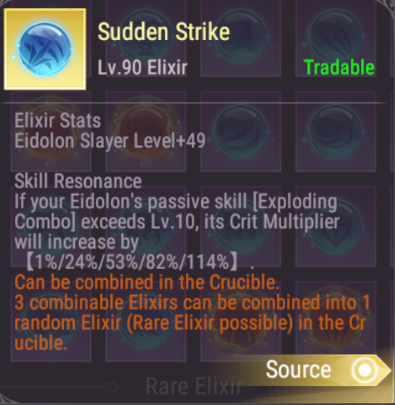 Sudden Strike
Lv.90 Elixir
Tradable
Elixir Stats
Eidolon Slayer Level+49
Skill Resonance
If your Eidolon's passive skill [Exploding
Combo] exceeds Lv.10, its Crit Multiplier
will increase by
【1%/24%/53%/82%/114%】.
Can be combined in the Crucible.
3 combinable Elixirs can be combined into 1
random Elixir (Rare Elixir possible) in the Cr
ucible.
Source
Rare Elixir